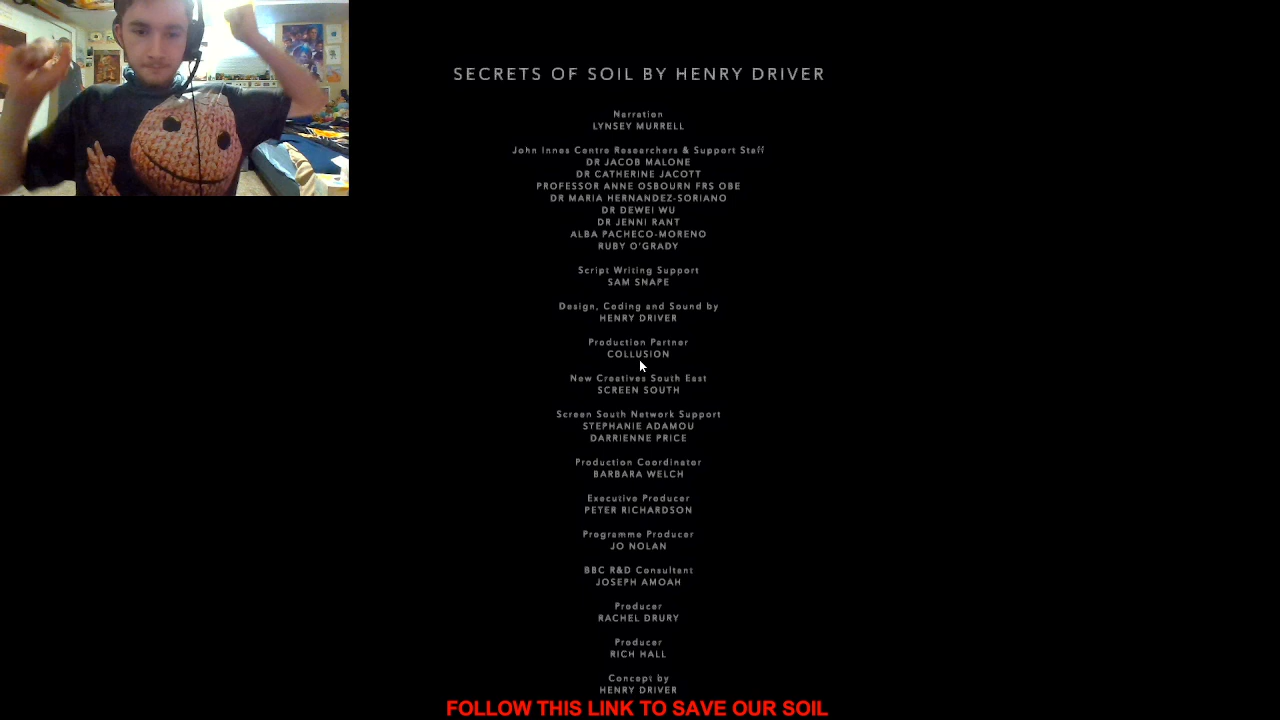 SECRETS OF SOIL BY HENRY DRIVER
Narration
LYNSEY MURRELL
John Innes Centre Researchers & Support Staff
DR JACOB MALONE
DR CATHERINE JACOTT
PROFESSOR ANNE OSBOURN FRS OBE
DR MARIA HERNANDEZ-SORIANO
DR DEWEI WU
DR JENNI RANT
ALBA PACHECO-MORENO
RUBY O'GRADY
Script Writing Support
SAM SNAPE
Design, Coding and Sound by
HENRY DRIVER
Production Partner
COLLUSION
New Creatives South East
SCREEN SOUTH
Screen South Network Support
STEPHANIE ADAMOU
DARRIENNE PRICE
Production Coordinator
BARBARA WELCH
Executive Producer
PETER RICHARDSON
Programme Producer
JO NOLAN
BBC R&D Consultant
JOSEPH AMOAH
Producer
RACHEL DRURY
Producer
RICH HALL
Concept by
HENRY DRIVER
FOLLOW THIS LINK TO SAVE OUR SOIL